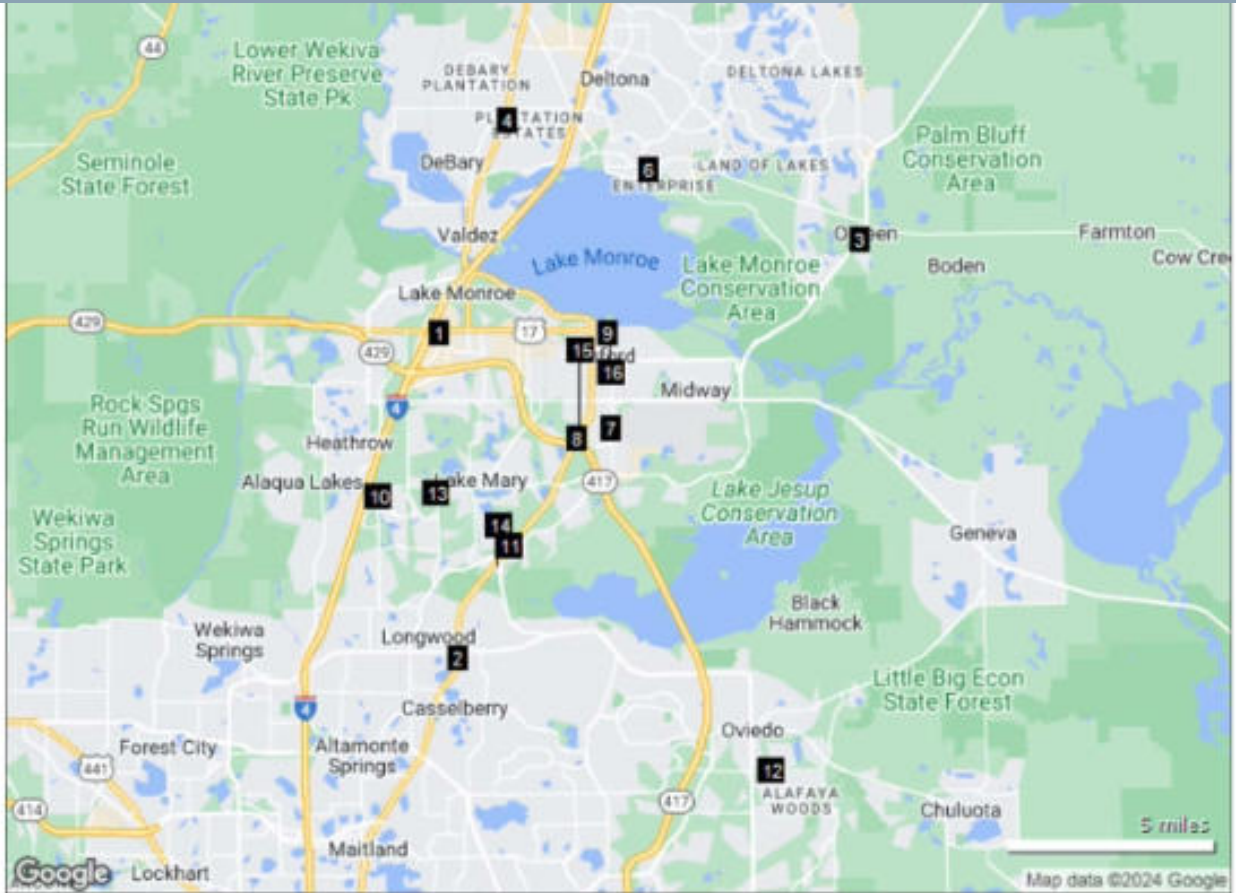 44
Lower Wekiva
River Preserve
State Pk
DEBARY
PLANTATION
Deltona
DELTONA LAKES
4
ESTATES
Palm Bluff
Conservation
Area
Seminole
State Forest
DeBary
6
LAND OF LAKES
ENTERPRISE
Valdez
3
Farmton
Lake Monroe
Lake Monroe
Conservation
Area
Boden
Cow Cre
Lake Monroe
429
1
17
9
429
15
16
Midway
Rock Spgs
Run Wildlife
Management
Area
4
Heathrow
8
7
Alaqua Lakes
10
13
Lake Mary
417
Lake Jesup
Conservation
Area
Wekiwa
Springs
State Park
14
11
Geneva
Black
Hammock
Wekiwa
Springs
Longwood
2
Little Big Econ
State Forest
4
Casselberry
Forest City
Altamonte
Springs
Oviedo
441
12
ALAFAYA
WOODS
414
417
Chuluota
5 miles
Maitland
Google
Lockhart
Map data ©2024 Google